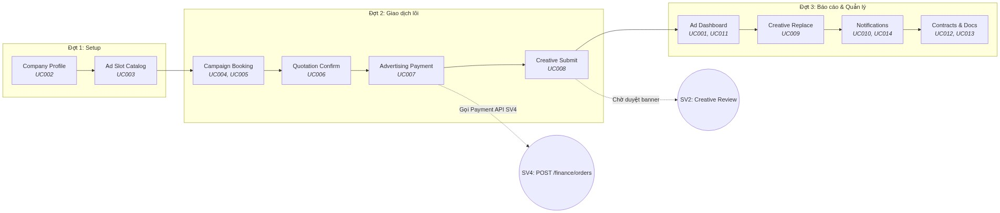 Đợt 1: Setup
Company Profile
UC002
Ad Slot Catalog
UC003
Đợt 2: Giao dịch lõi
Campaign Booking
UC004, UC005
Quotation Confirm
UC006
Advertising Payment
UC007
Creative Submit
UC008
Gọi Payment API SV4
Chờ duyệt banner
SV4: POST /finance/orders
SV2: Creative Review
Đợt 3: Báo cáo & Quản lý
Ad Dashboard
UC001, UC011
Creative Replace
UC009
Notifications
UC010, UC014
Contracts & Docs
UC012, UC013